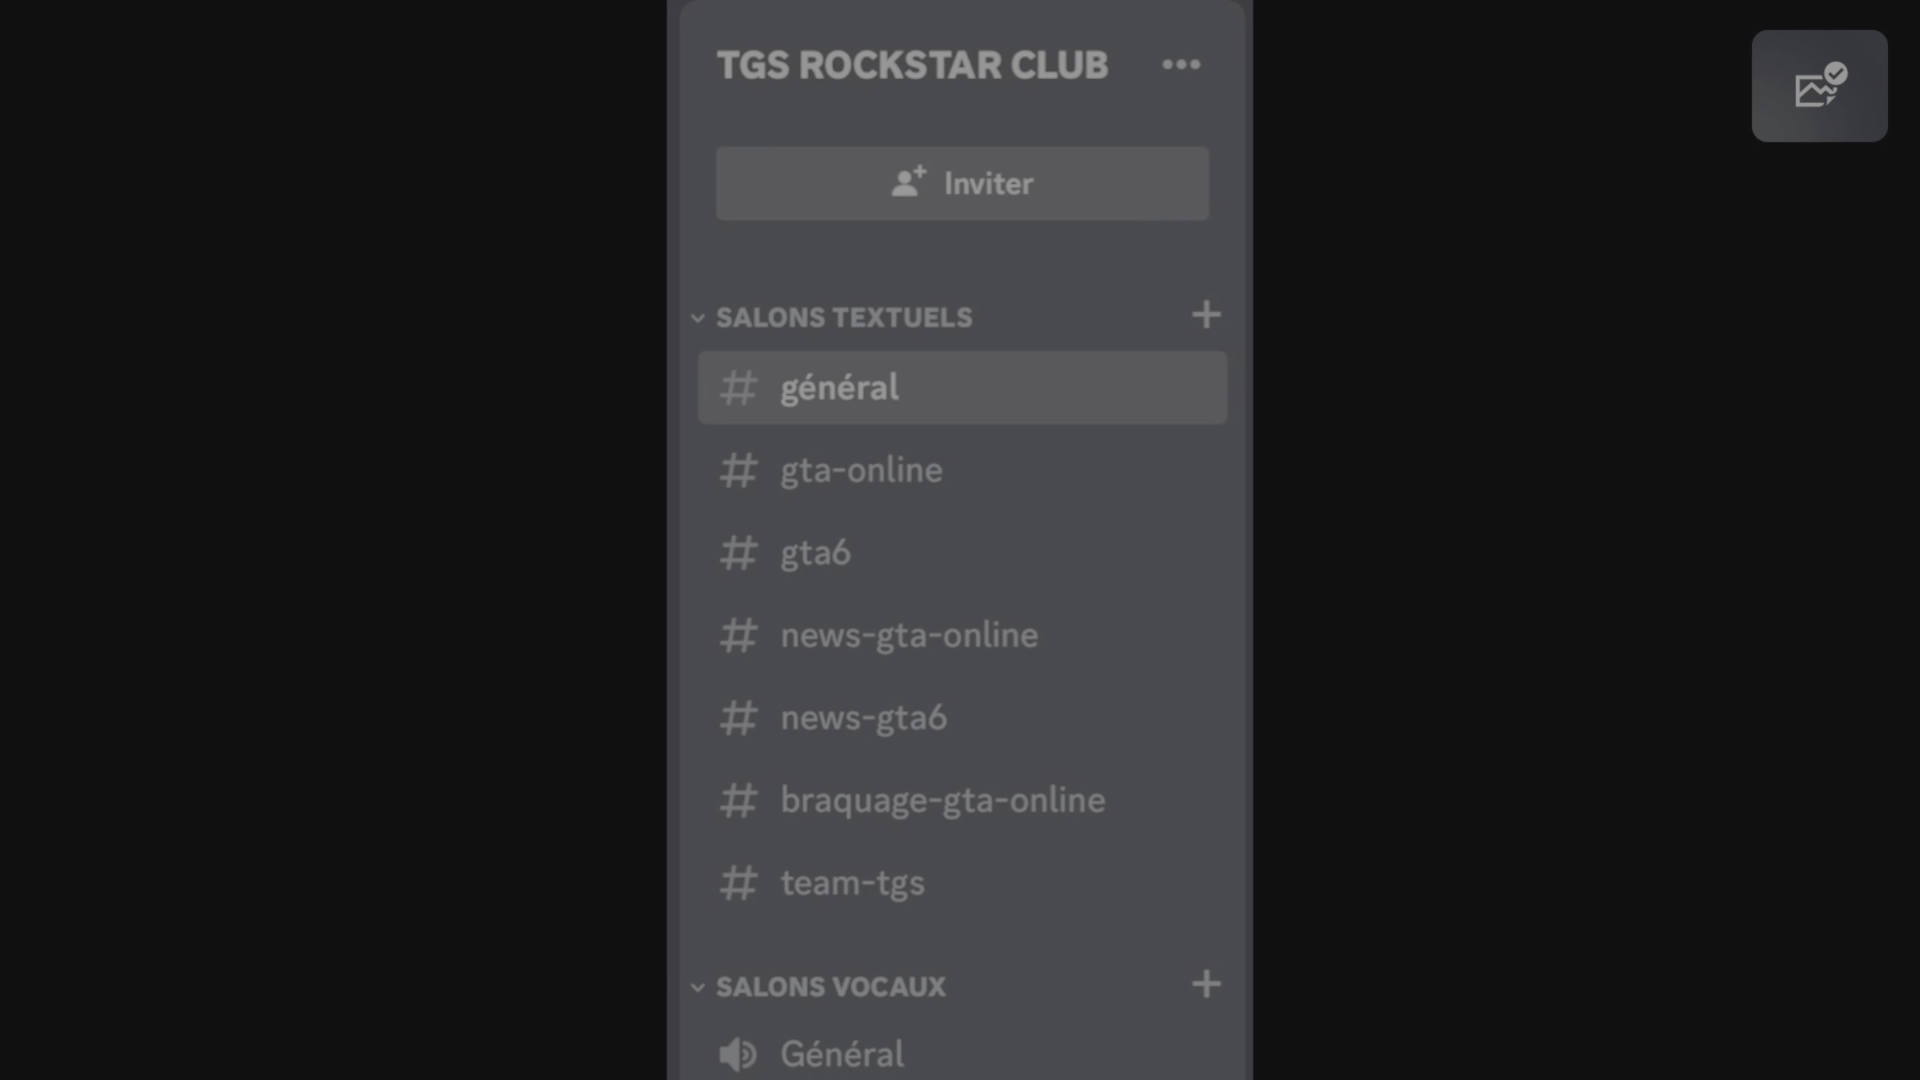 TGS ROCKSTAR CLUB
Inviter
SALONS TEXTUELS
# général
# gta-online
# gta6
# news-gta-online
# news-gta6
# braquage-gta-online
# team-tgs
SALONS VOCAUX
Général